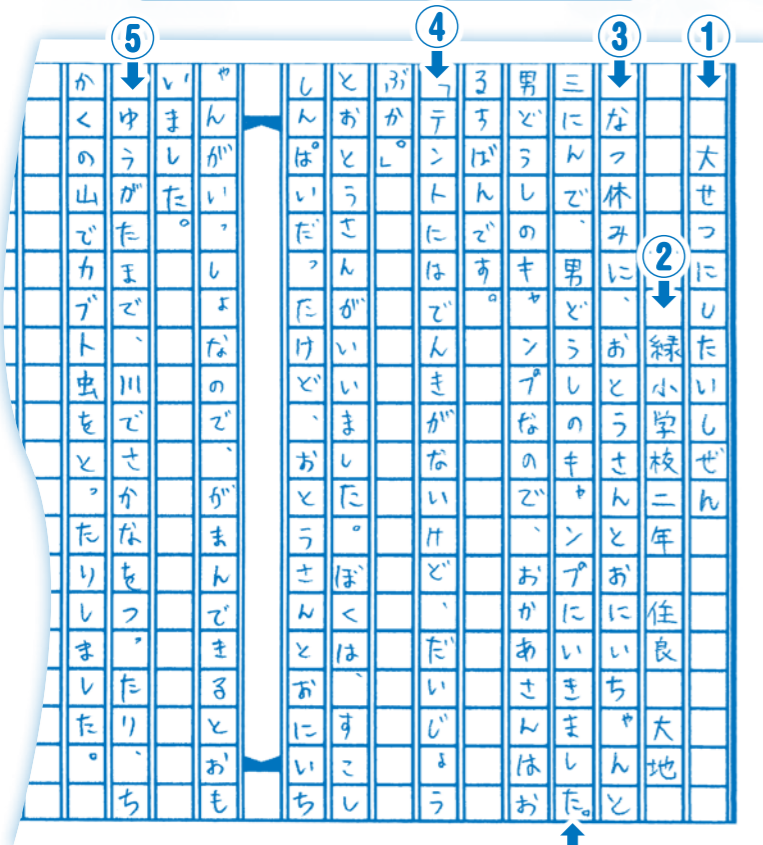 ①
大せつにしたいしぜん
②
緑小学校二年　住良　大地
③
なつ休みに、おとうさんとおにいちゃんと
三にんで、男どうしのキャンプにいきました。
男どうしのキャンプなので、おかあさんはお
るすばんです。
④
「テントにはでんきがないけど、だいじょう
ぶか。」
とおとうさんがいいました。ぼくは、すこし
しんぱいだったけど、おとうさんとおにいち
ゃんがいっしょなので、がまんできるとおも
いました。
⑤
ゆうがたまで、川でさかなをつったり、ち
かくの山でカブト虫をとったりしました。